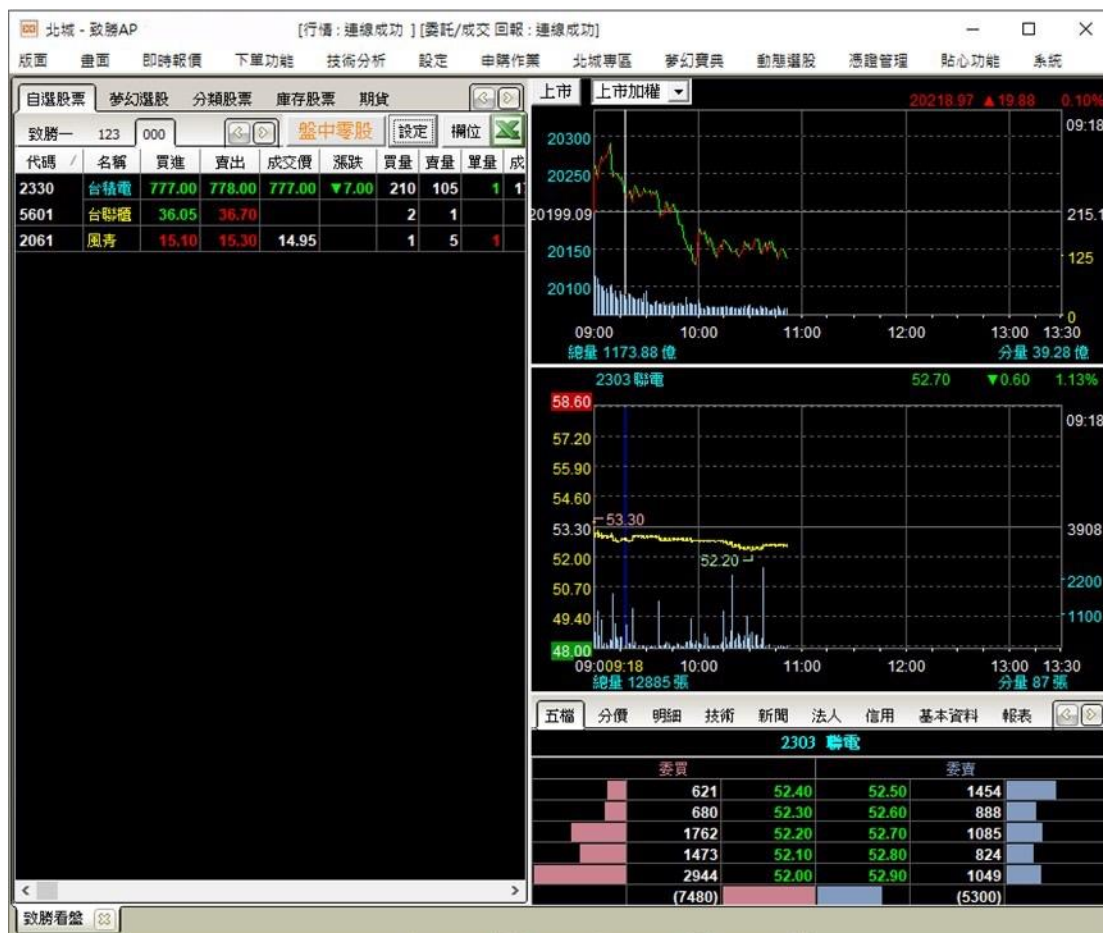 北城 - 致勝AP [行情 : 連線成功 ] [委託/成交 回報 : 連線成功]
版面 畫面 即時報價 下單功能 技術分析 設定 申購作業 北城專區 夢幻寶典 動態選股 憑證管理 貼心功能 系統
自選股票 夢幻選股 分類股票 庫存股票 期貨
致勝一 123 000 盤中零股 設定 欄位
代碼 / 名稱 買進 賣出 成交價 漲跌 買量 賣量 單量 成
2330 台積電 777.00 778.00 777.00 ▼7.00 210 105 1
5601 台聯櫃 36.05 36.70 2 1
2061 風青 15.10 15.30 14.95 1 5 1
上市 上市加權
20218.97 ▲19.88 0.10%
09:18
20300
20250
20199.09 215.1
20150 125
20100
0
09:00 10:00 11:00 12:00 13:00 13:30
總量 1173.88 億 分量 39.28 億
2303 聯電 52.70 ▼0.60 1.13%
58.60
09:18
57.20
55.90
54.60
53.30
53.30 3908
52.00 52.20
2200
50.70
1100
49.40
48.00
09:00 09:18 10:00 11:00 12:00 13:00 13:30
總量 12885 張 分量 87 張
五檔 分價 明細 技術 新聞 法人 信用 基本資料 報表
2303 聯電
委買 委賣
621 52.40 52.50 1454
680 52.30 52.60 888
1762 52.20 52.70 1085
1473 52.10 52.80 824
2944 52.00 52.90 1049
(7480) (5300)
致勝看盤